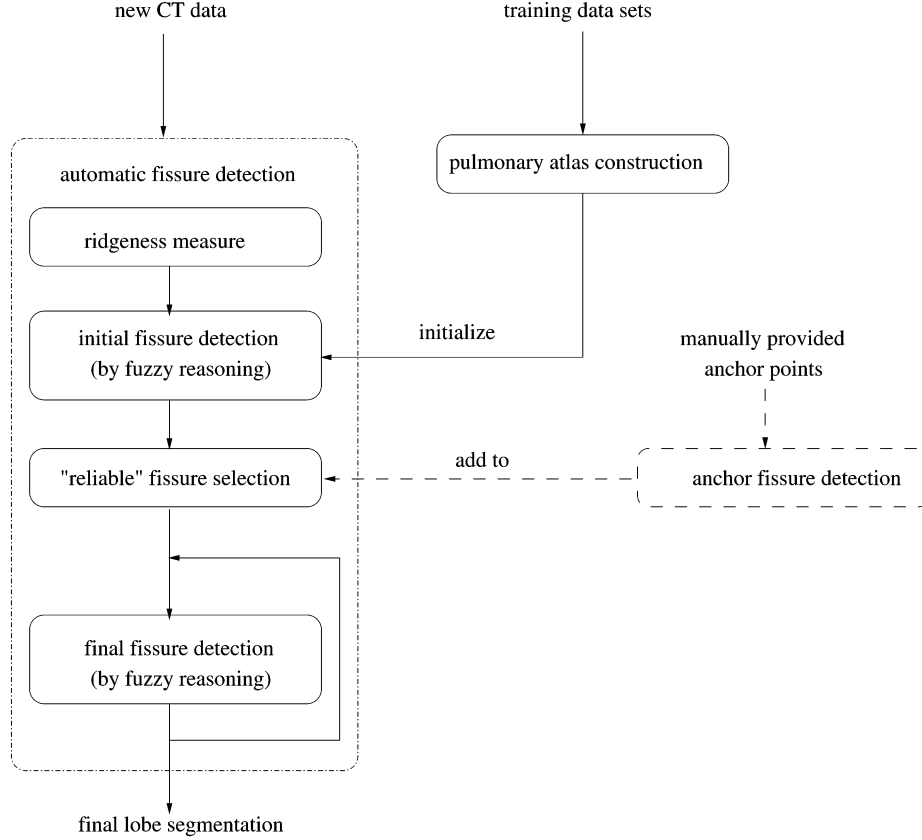 new CT data
training data sets
automatic fissure detection
pulmonary atlas construction
ridgeness measure
initial fissure detection
(by fuzzy reasoning)
initialize
manually provided
anchor points
"reliable" fissure selection
add to
anchor fissure detection
final fissure detection
(by fuzzy reasoning)
final lobe segmentation